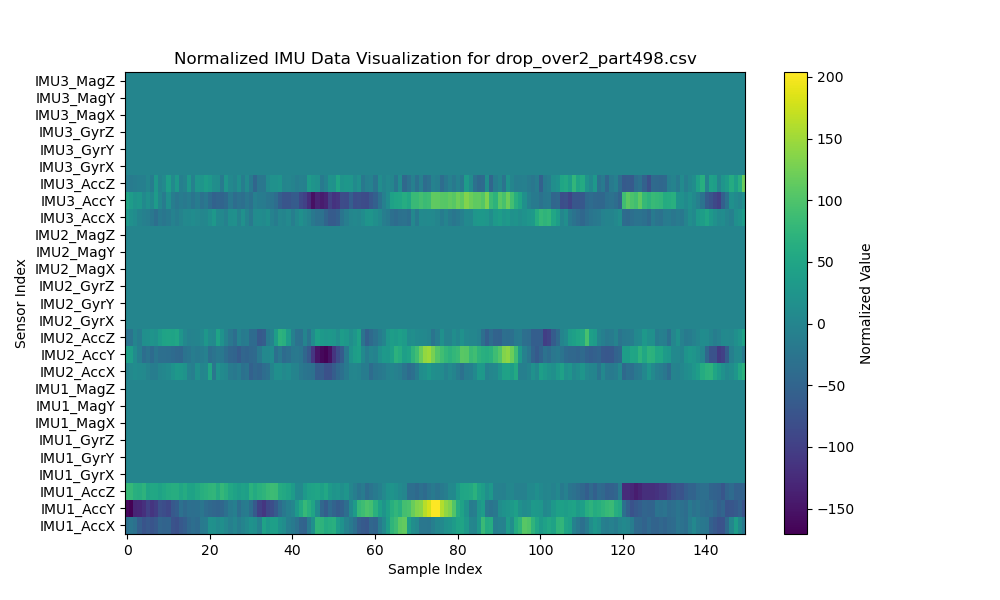 Normalized IMU Data Visualization for drop_over2_part498.csv
IMU3_MagZ
IMU3_MagY
IMU3_MagX
IMU3_GyrZ
IMU3_GyrY
IMU3_GyrX
IMU3_AccZ
IMU3_AccY
IMU3_AccX
IMU2_MagZ
IMU2_MagY
IMU2_MagX
IMU2_GyrZ
IMU2_GyrY
IMU2_GyrX
IMU2_AccZ
IMU2_AccY
IMU2_AccX
IMU1_MagZ
IMU1_MagY
IMU1_MagX
IMU1_GyrZ
IMU1_GyrY
IMU1_GyrX
IMU1_AccZ
IMU1_AccY
IMU1_AccX
Sensor Index
0 20 40 60 80 100 120 140
Sample Index
200
150
100
50
0
−50
−100
−150
Normalized Value